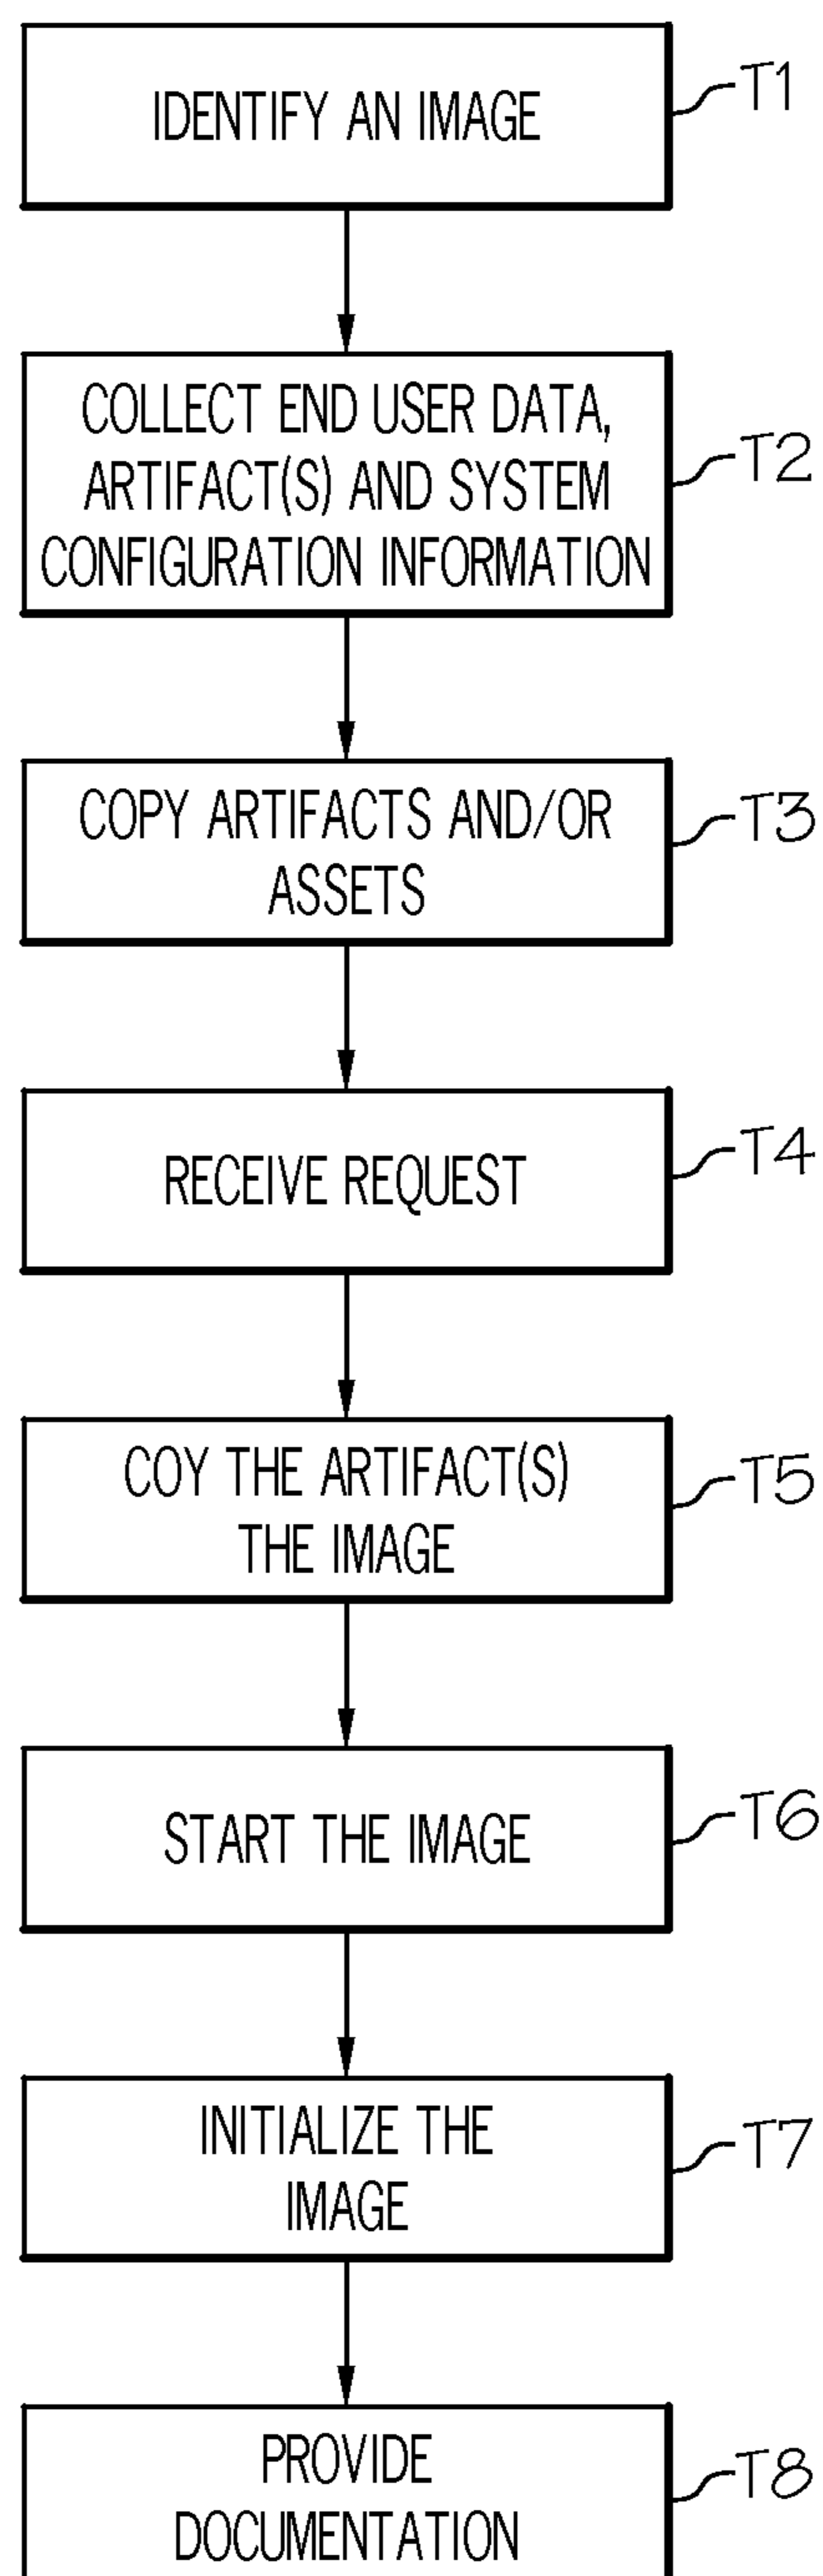 IDENTIFY AN IMAGE
T1
COLLECT END USER DATA,
ARTIFACT(S) AND SYSTEM
CONFIGURATION INFORMATION
T2
COPY ARTIFACTS AND/OR
ASSETS
T3
RECEIVE REQUEST
T4
COY THE ARTIFACT(S)
THE IMAGE
T5
START THE IMAGE
T6
INITIALIZE THE
IMAGE
T7
PROVIDE
DOCUMENTATION
T8